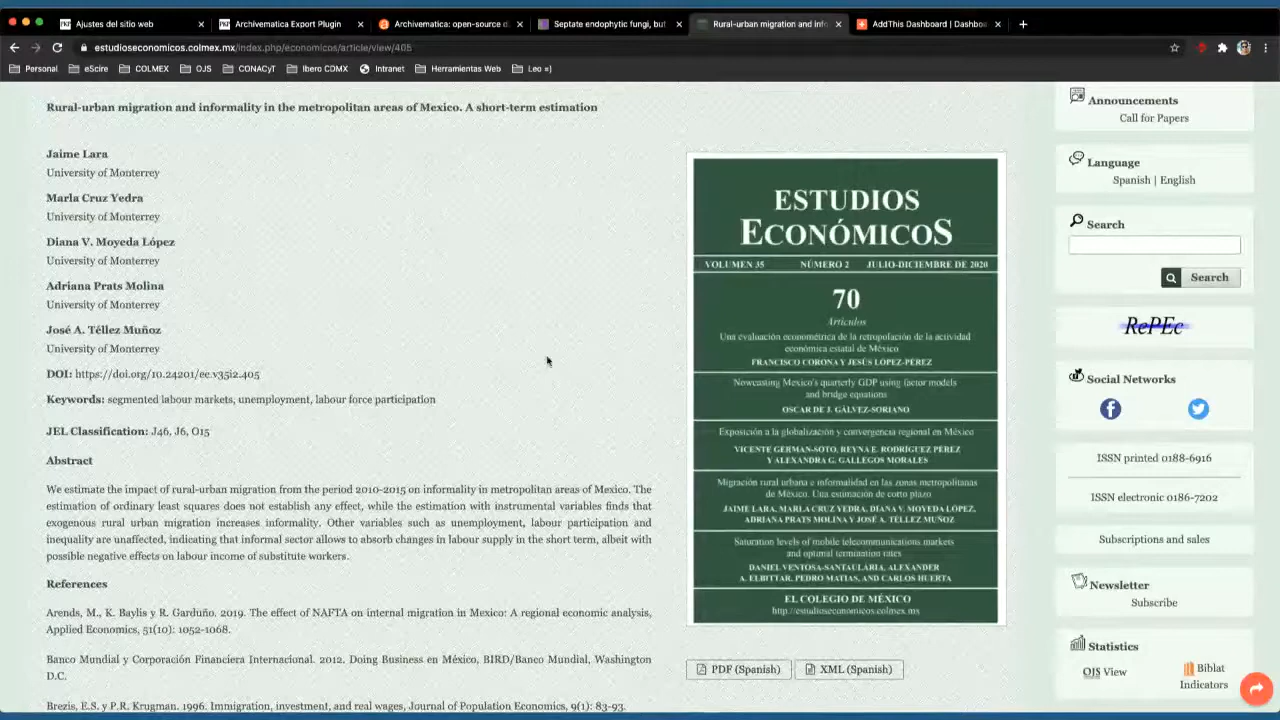 Ajustes del sitio web
Archivematica Export Plugin
Archivematica: open-source d
Septate endophytic fungi, but
Rural-urban migration and info
AddThis Dashboard | Dashbo
estudioseconomicos.colmex.mx/index.php/economicos/article/view/405
Personal
eScire
COLMEX
OJS
CONACyT
Ibero CDMX
Intranet
Herramientas Web
Leo =)
Rural-urban migration and informality in the metropolitan areas of Mexico. A short-term estimation
Jaime Lara
University of Monterrey
Marla Cruz Yedra
University of Monterrey
Diana V. Moyeda López
University of Monterrey
Adriana Prats Molina
University of Monterrey
José A. Téllez Muñoz
University of Monterrey
DOI: https://doi.org/10.24201/ee.v35i2.405
Keywords: segmented labour markets, unemployment, labour force participation
JEL Classification: J46, J6, O15
Abstract
We estimate the impact of rural-urban migration from the period 2010-2015 on informality in metropolitan areas of Mexico. The
estimation of ordinary least squares does not establish any effect, while the estimation with instrumental variables finds that
exogenous rural urban migration increases informality. Other variables such as unemployment, labour participation and
inequality are unaffected, indicating that informal sector allows to absorb changes in labour supply in the short term, albeit with
possible negative effects on labour income of substitute workers.
References
Arends, M., K. Baylis y R. Garduño. 2019. The effect of NAFTA on internal migration in Mexico: A regional economic analysis,
Applied Economics, 51(10): 1052-1068.
Banco Mundial y Corporación Financiera Internacional. 2012. Doing Business en México, BIRD/Banco Mundial, Washington
D.C.
Brezis, E.S. y P.R. Krugman. 1996. Immigration, investment, and real wages, Journal of Population Economics, 9(1): 83-93.
ESTUDIOS
ECONÓMICOS
VOLUMEN 35 NÚMERO 2 JULIO-DICIEMBRE DE 2020
70
Artículos
Una evaluación econométrica de la retropolación de la actividad
económica estatal de México
FRANCISCO CORONA Y JESÚS LÓPEZ-PÉREZ
Nowcasting Mexico's quarterly GDP using factor models
and bridge equations
OSCAR DE J. GÁLVEZ-SORIANO
Exposición a la globalización y convergencia regional en México
VICENTE GERMAN-SOTO, REYNA E. RODRÍGUEZ PÉREZ
Y ALEXANDRA G. GALLEGOS MORALES
Migración rural urbana e informalidad en las zonas metropolitanas
de México. Una estimación de corto plazo
JAIME LARA, MARLA CRUZ YEDRA, DIANA V. MOYEDA LÓPEZ,
ADRIANA PRATS MOLINA Y JOSÉ A. TÉLLEZ MUÑOZ
Saturation levels of mobile telecommunications markets
and optimal termination rates
DANIEL VENTOSA-SANTAULÀRIA, ALEXANDER
A. ELBITTAR, PEDRO MATIAS, AND CARLOS HUERTA
EL COLEGIO DE MÉXICO
http://estudioseconomicos.colmex.mx
PDF (Spanish)
XML (Spanish)
Announcements
Call for Papers
Language
Spanish | English
Search
Search
RePEc
Social Networks
ISSN printed 0188-6916
ISSN electronic 0186-7202
Subscriptions and sales
Newsletter
Subscribe
Statistics
OJS View
Biblat
Indicators